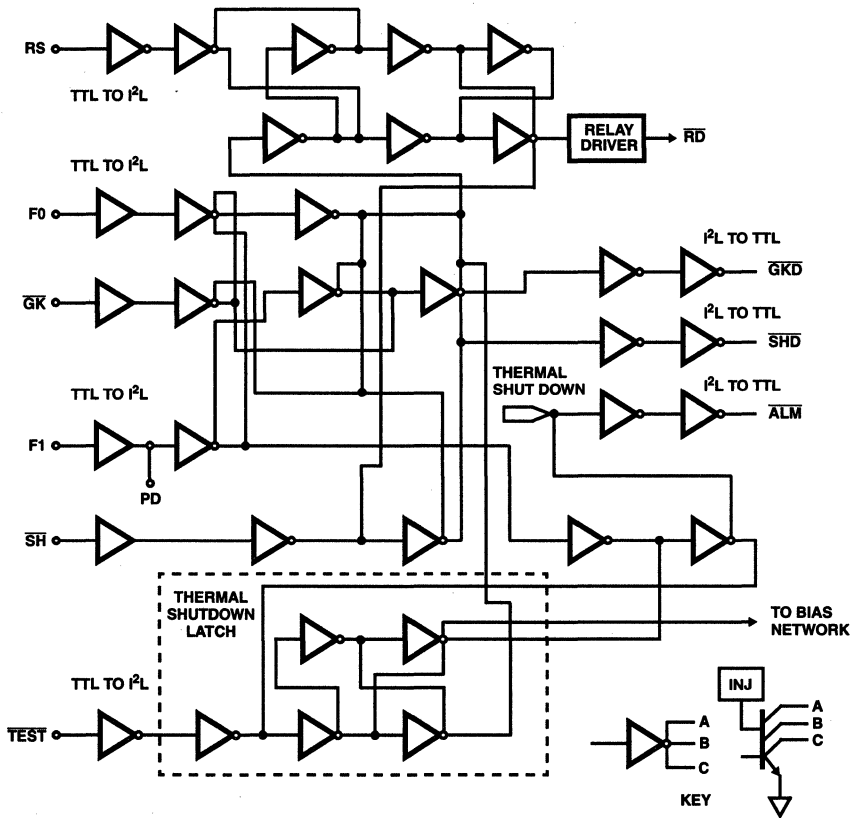 RS
TTL TO I²L
RELAY
DRIVER
RD
TTL TO I²L
F0
I²L TO TTL
GKD
GK
I²L TO TTL
SHD
THERMAL
SHUT DOWN
TTL TO I²L
I²L TO TTL
ALM
F1
PD
SH
THERMAL
SHUTDOWN
LATCH
TO BIAS
NETWORK
TTL TO I²L
INJ
TEST
A
B
C
A
B
C
KEY